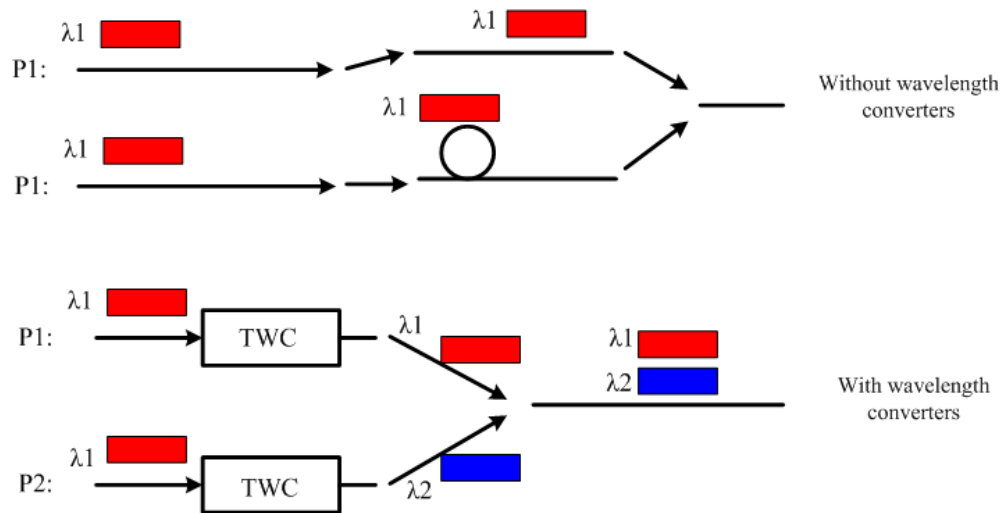 λ1
λ1
P1:
Without wavelength
converters
λ1
λ1
P1:
λ1
P1:
TWC
λ1
λ1
λ2
With wavelength
converters
λ1
P2:
TWC
λ2